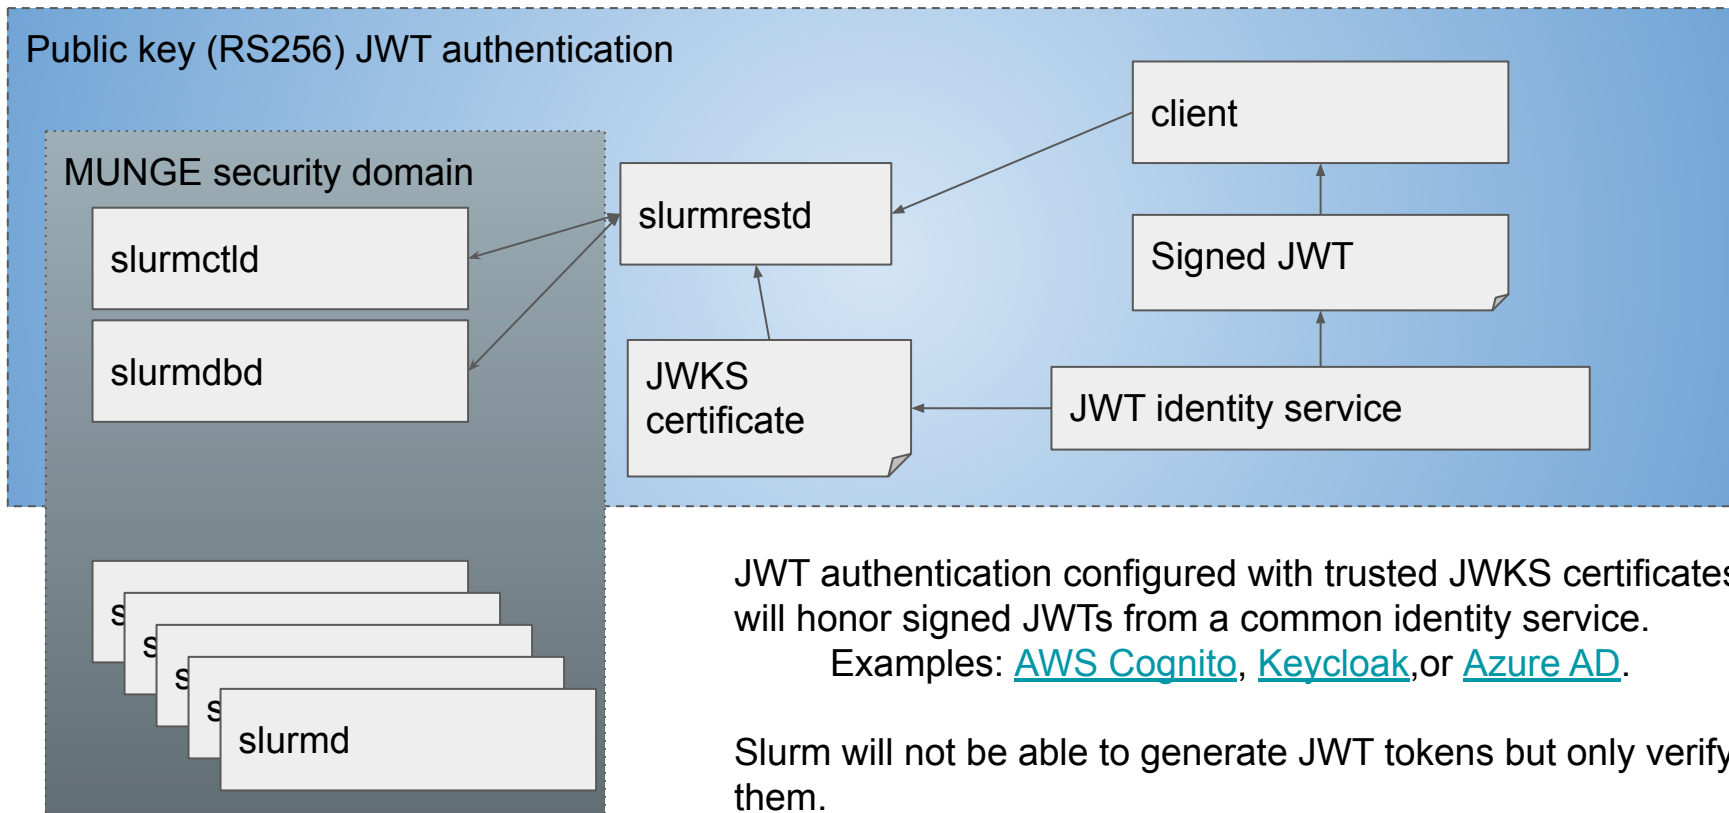 Public key (RS256) JWT authentication
MUNGE security domain
slurmctld
slurmdbd
s
s
s
s
slurmd
slurmrestd
JWKS
certificate
client
Signed JWT
JWT identity service
JWT authentication configured with trusted JWKS certificates
will honor signed JWTs from a common identity service.
Examples: AWS Cognito, Keycloak,or Azure AD.
Slurm will not be able to generate JWT tokens but only verify
them.